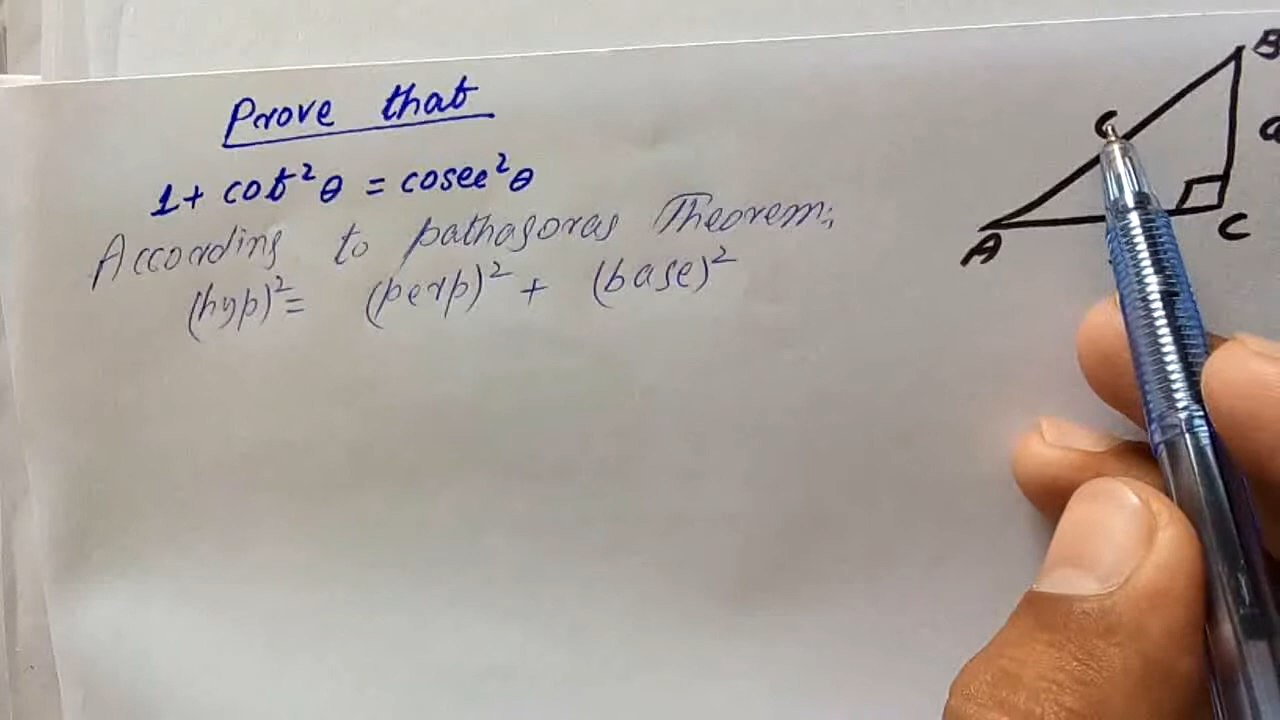 Prove that
1 + cot²θ = cosec²θ
According to pathagoras Theorem;
(hyp)² = (perp)² + (base)²
B
c
a
C
A